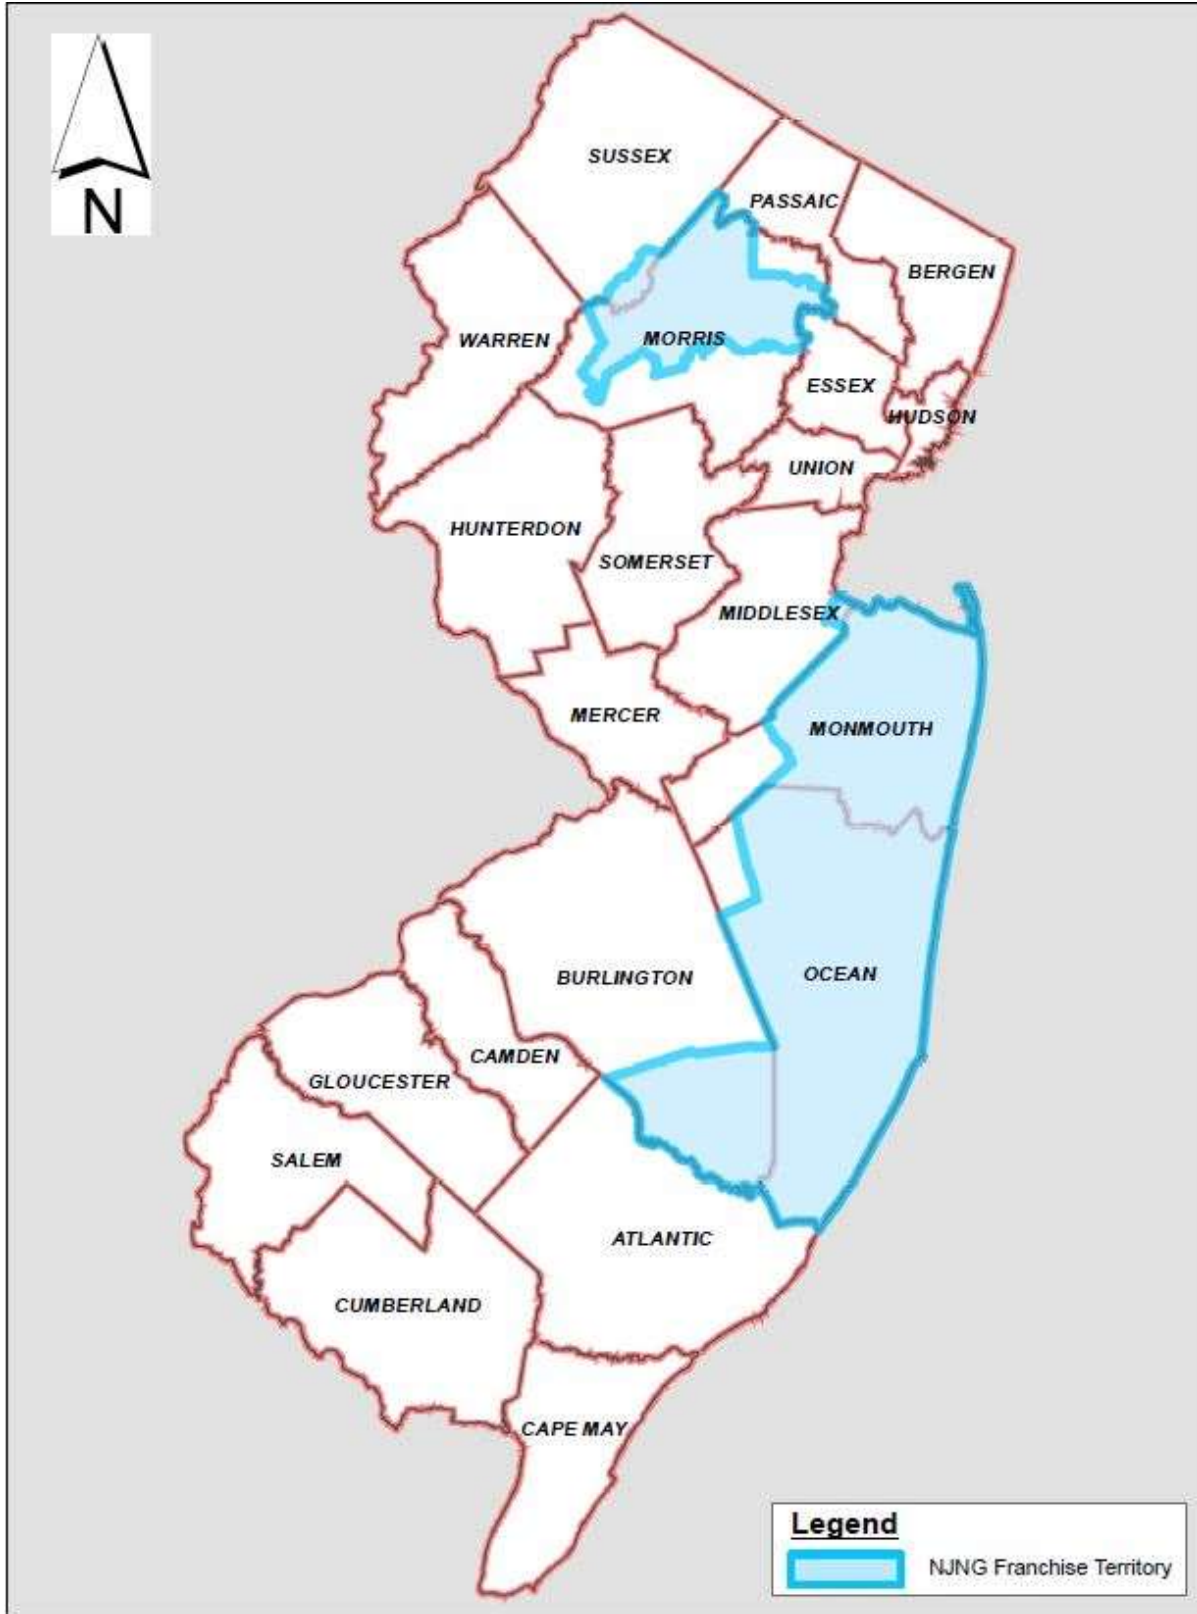 N
SUSSEX
PASSAIC
BERGEN
WARREN
MORRIS
ESSEX
HUDSON
UNION
HUNTERDON
SOMERSET
MIDDLESEX
MERCER
MONMOUTH
OCEAN
BURLINGTON
CAMDEN
GLOUCESTER
SALEM
ATLANTIC
CUMBERLAND
CAPE MAY
Legend
NJNG Franchise Territory